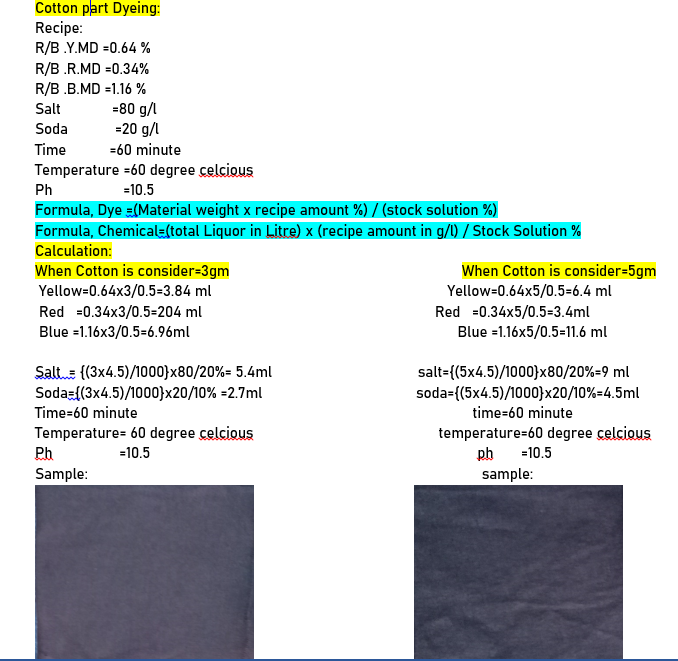 Cotton part Dyeing:
Recipe:
R/B .Y.MD =0.64 %
R/B .R.MD =0.34%
R/B .B.MD =1.16 %
Salt =80 g/l
Soda =20 g/l
Time =60 minute
Temperature =60 degree celcious
Ph =10.5
Formula, Dye =(Material weight x recipe amount %) / (stock solution %)
Formula, Chemical=(total Liquor in Litre) x (recipe amount in g/l) / Stock Solution %
Calculation:
When Cotton is consider=3gm When Cotton is consider=5gm
Yellow=0.64x3/0.5=3.84 ml Yellow=0.64x5/0.5=6.4 ml
Red =0.34x3/0.5=204 ml Red =0.34x5/0.5=3.4ml
Blue =1.16x3/0.5=6.96ml Blue =1.16x5/0.5=11.6 ml
Salt = {(3x4.5)/1000}x80/20%= 5.4ml salt={(5x4.5)/1000}x80/20%=9 ml
Soda={(3x4.5)/1000}x20/10% =2.7ml soda={(5x4.5)/1000}x20/10%=4.5ml
Time=60 minute time=60 minute
Temperature= 60 degree celcious temperature=60 degree celcious
Ph =10.5 ph =10.5
Sample: sample: